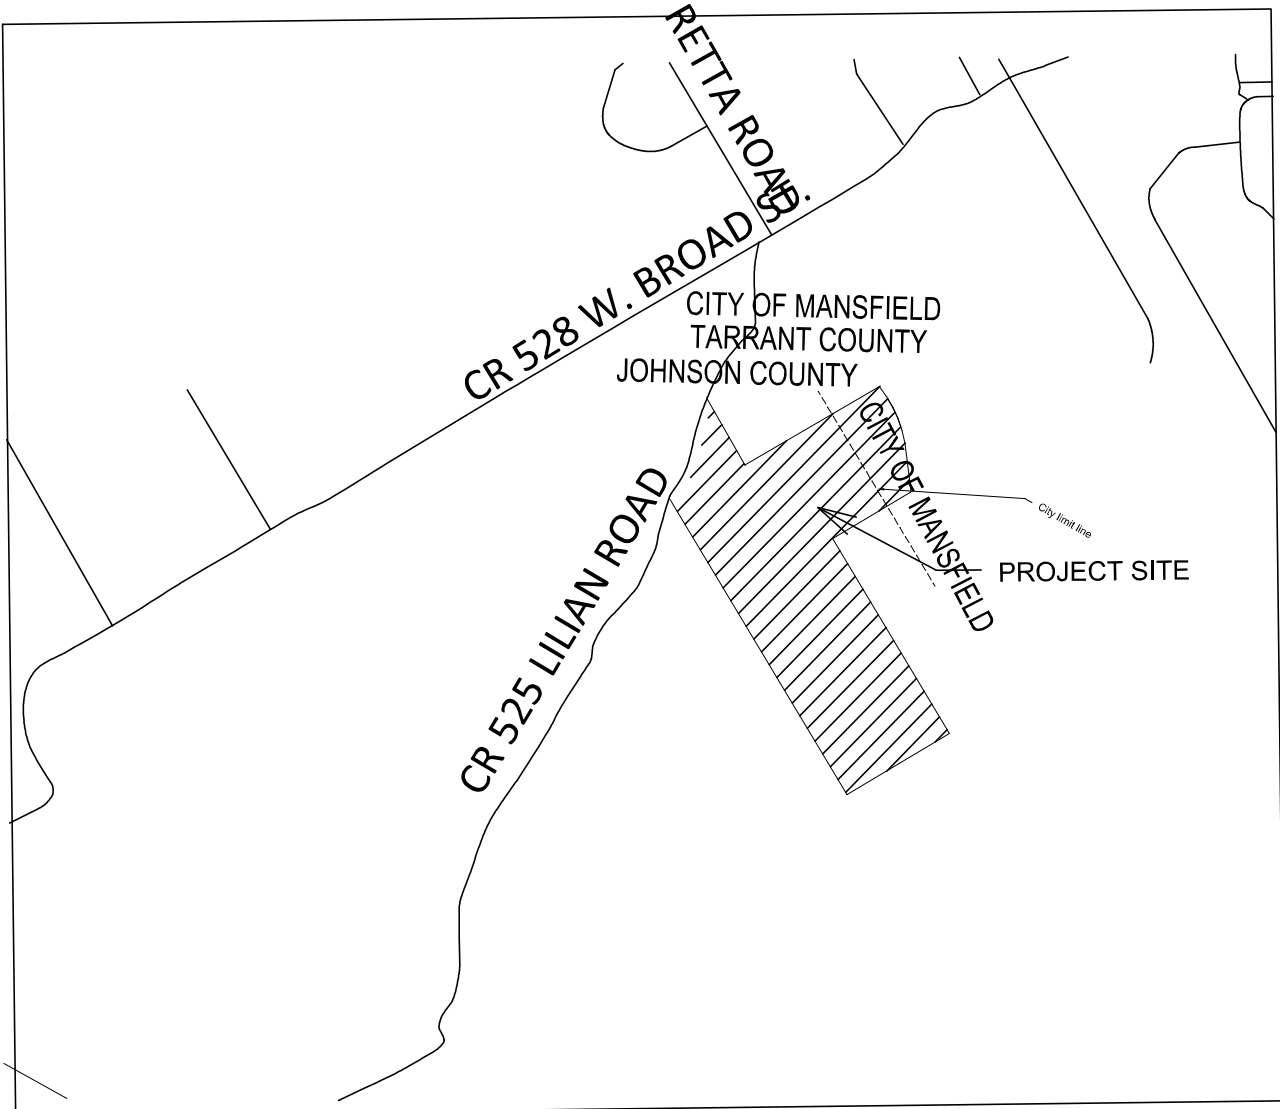 RETTA ROAD.
CR 528 W. BROAD ST.
CITY OF MANSFIELD
TARRANT COUNTY
JOHNSON COUNTY
CITY OF MANSFIELD
City limit line
PROJECT SITE
CR 525 LILIAN ROAD